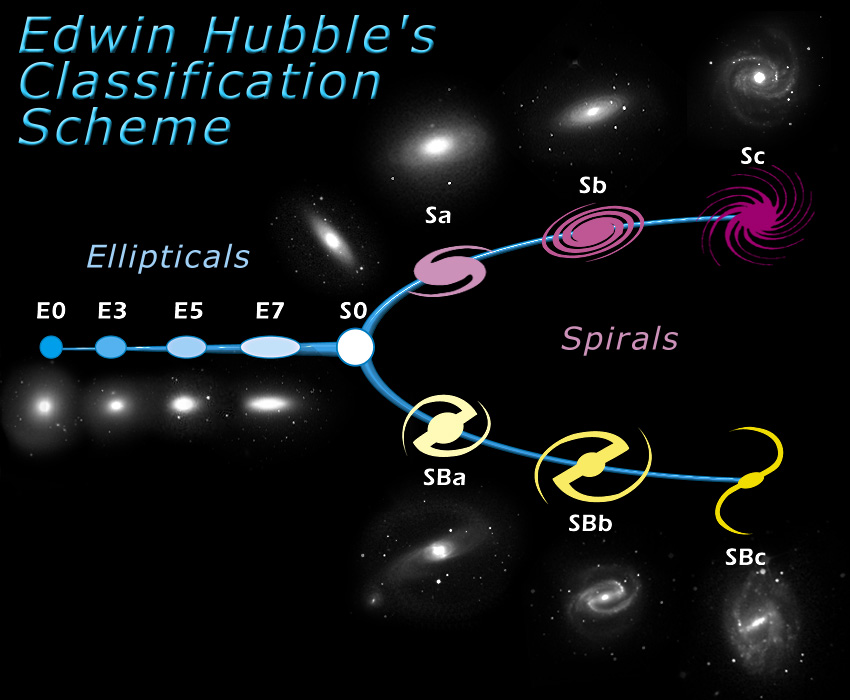 Edwin Hubble's
Classification
Scheme
Ellipticals
E0 E3 E5 E7 S0
Sa
Sb
Sc
Spirals
SBa
SBb
SBc